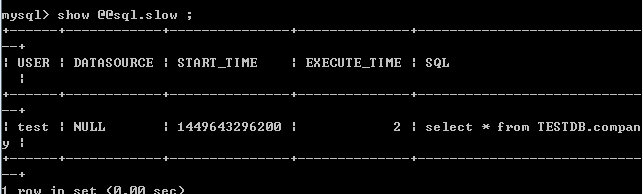 mysql> show @@sql.slow ;
+------+------------+---------------+--------------+----------------------------
--+
| USER | DATASOURCE | START_TIME    | EXECUTE_TIME | SQL
  |
+------+------------+---------------+--------------+----------------------------
--+
| test | NULL       | 1449643296200 |            2 | select * from TESTDB.compan
y |
+------+------------+---------------+--------------+----------------------------
--+
1 row in set (0.00 sec)